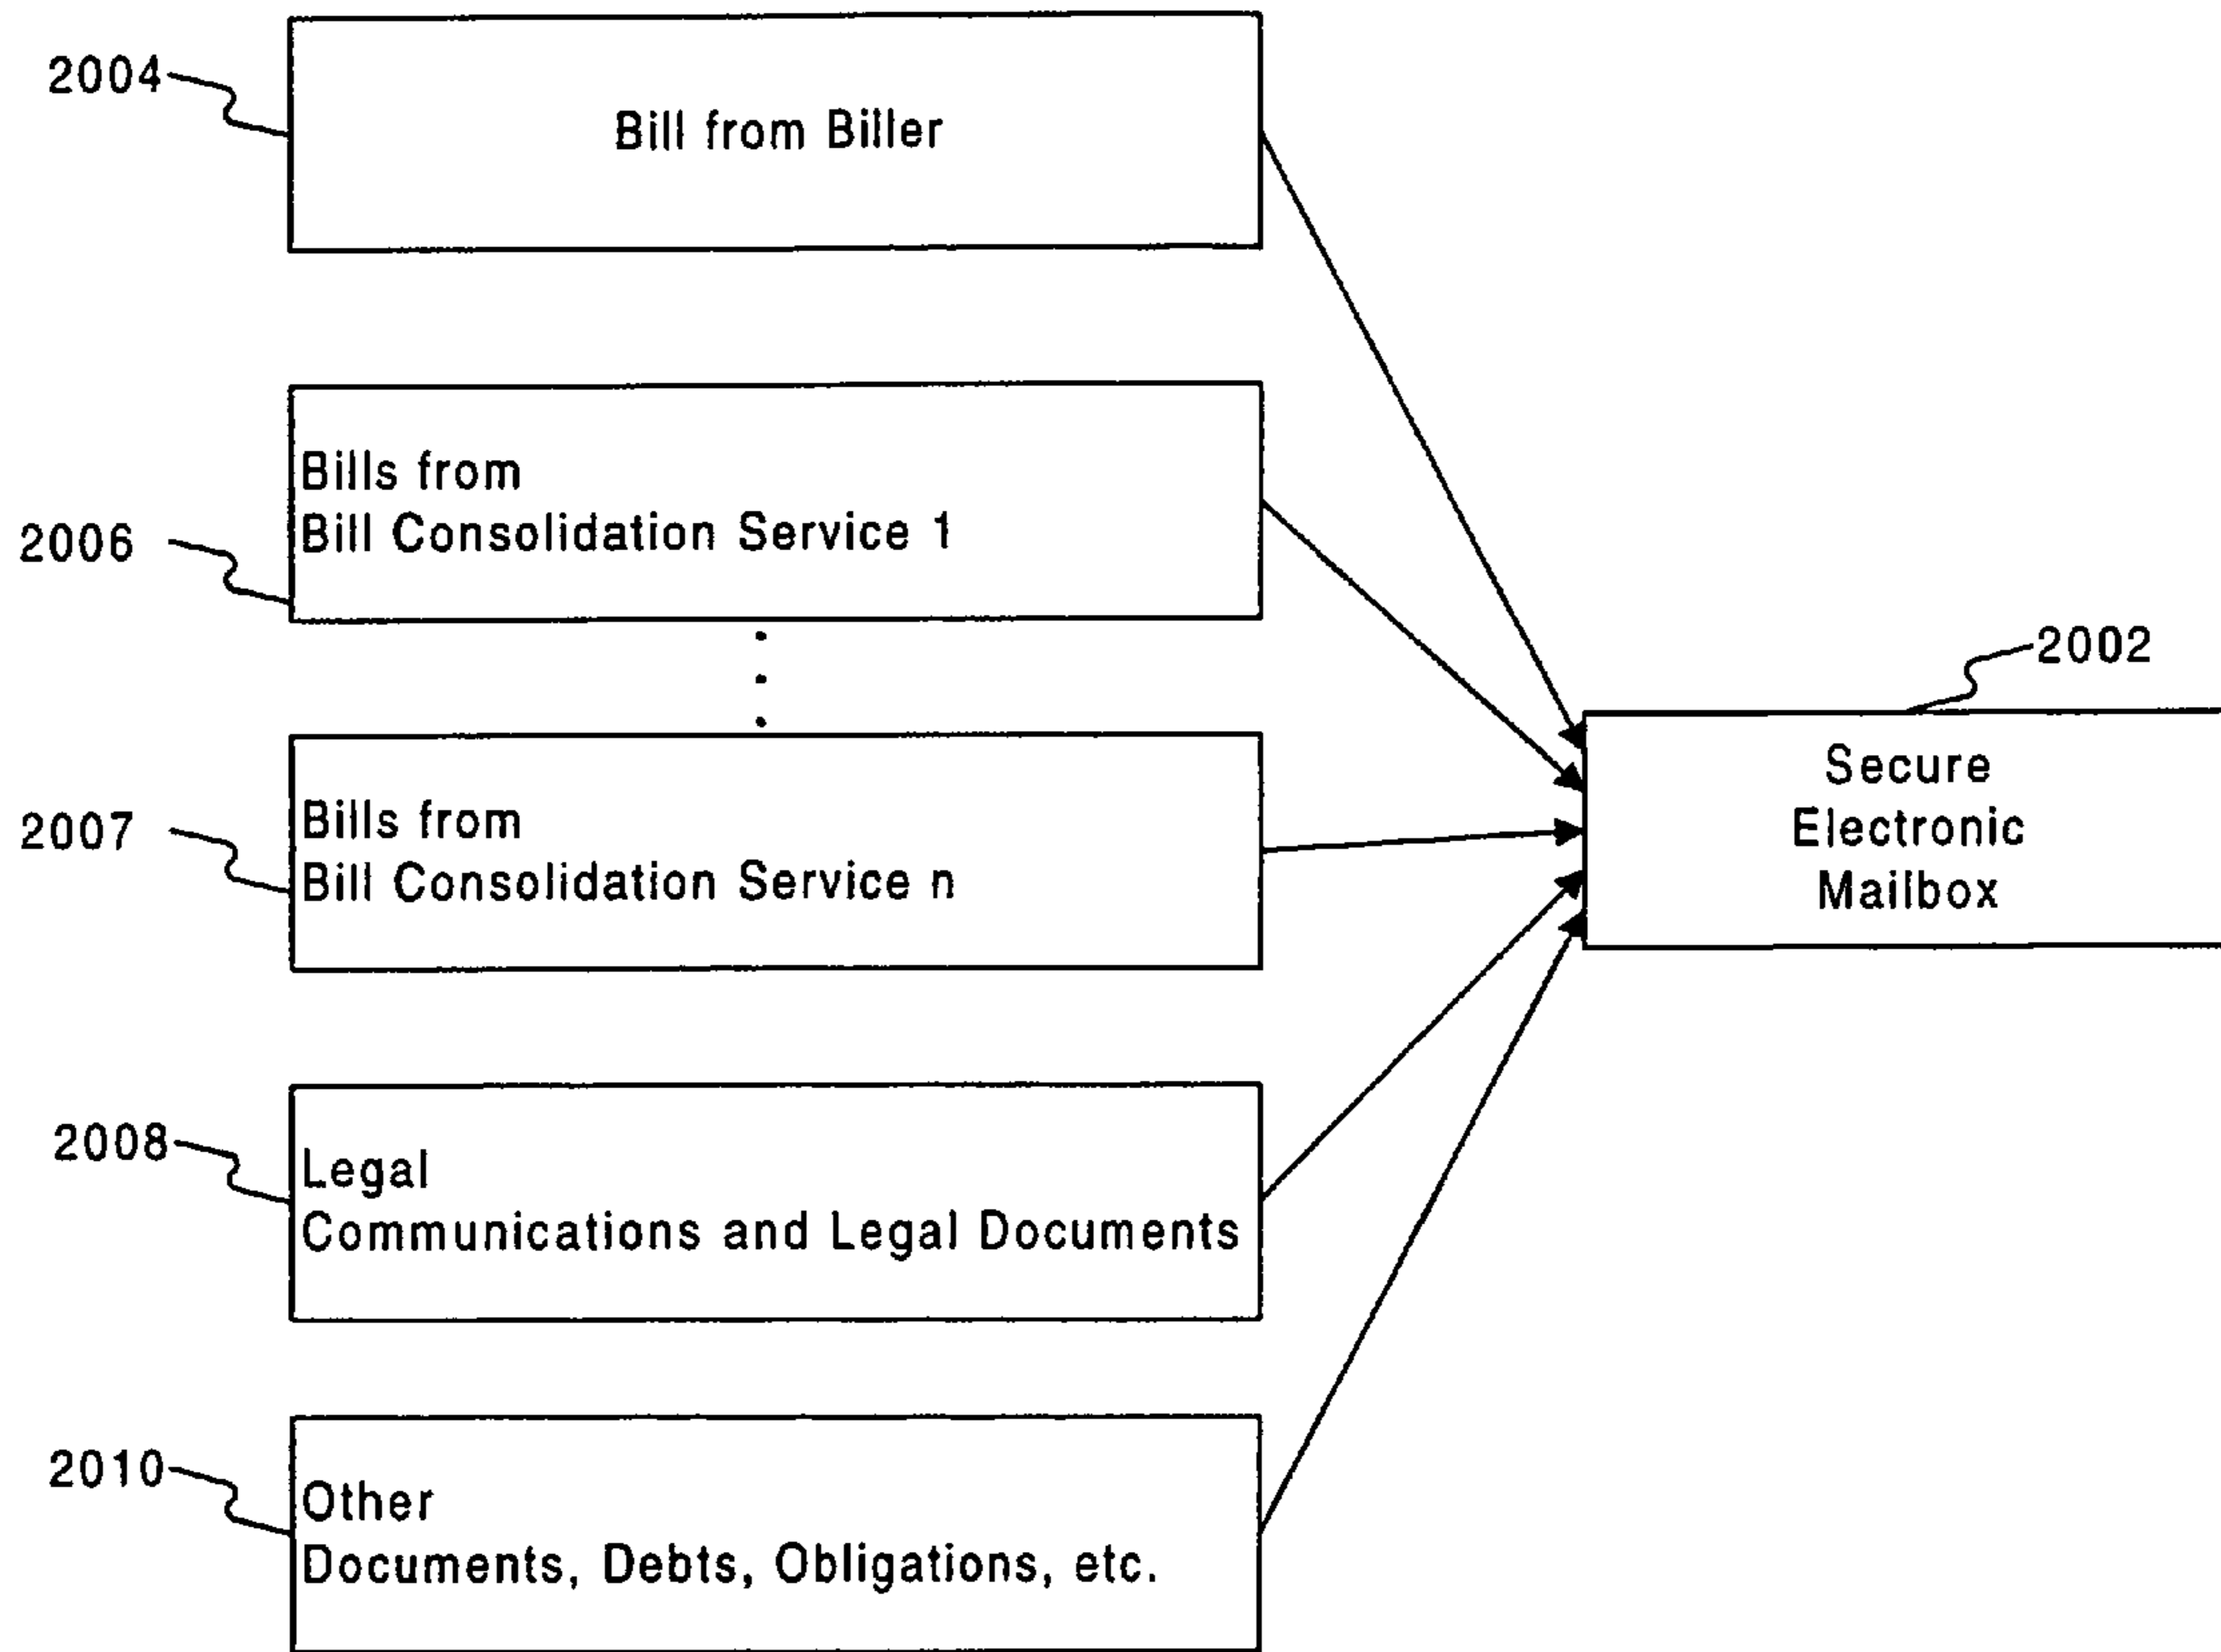 2004
Bill from Biller
2006
Bills from
Bill Consolidation Service 1
2007
Bills from
Bill Consolidation Service n
2008
Legal
Communications and Legal Documents
2010
Other
Documents, Debts, Obligations, etc.
2002
Secure
Electronic
Mailbox